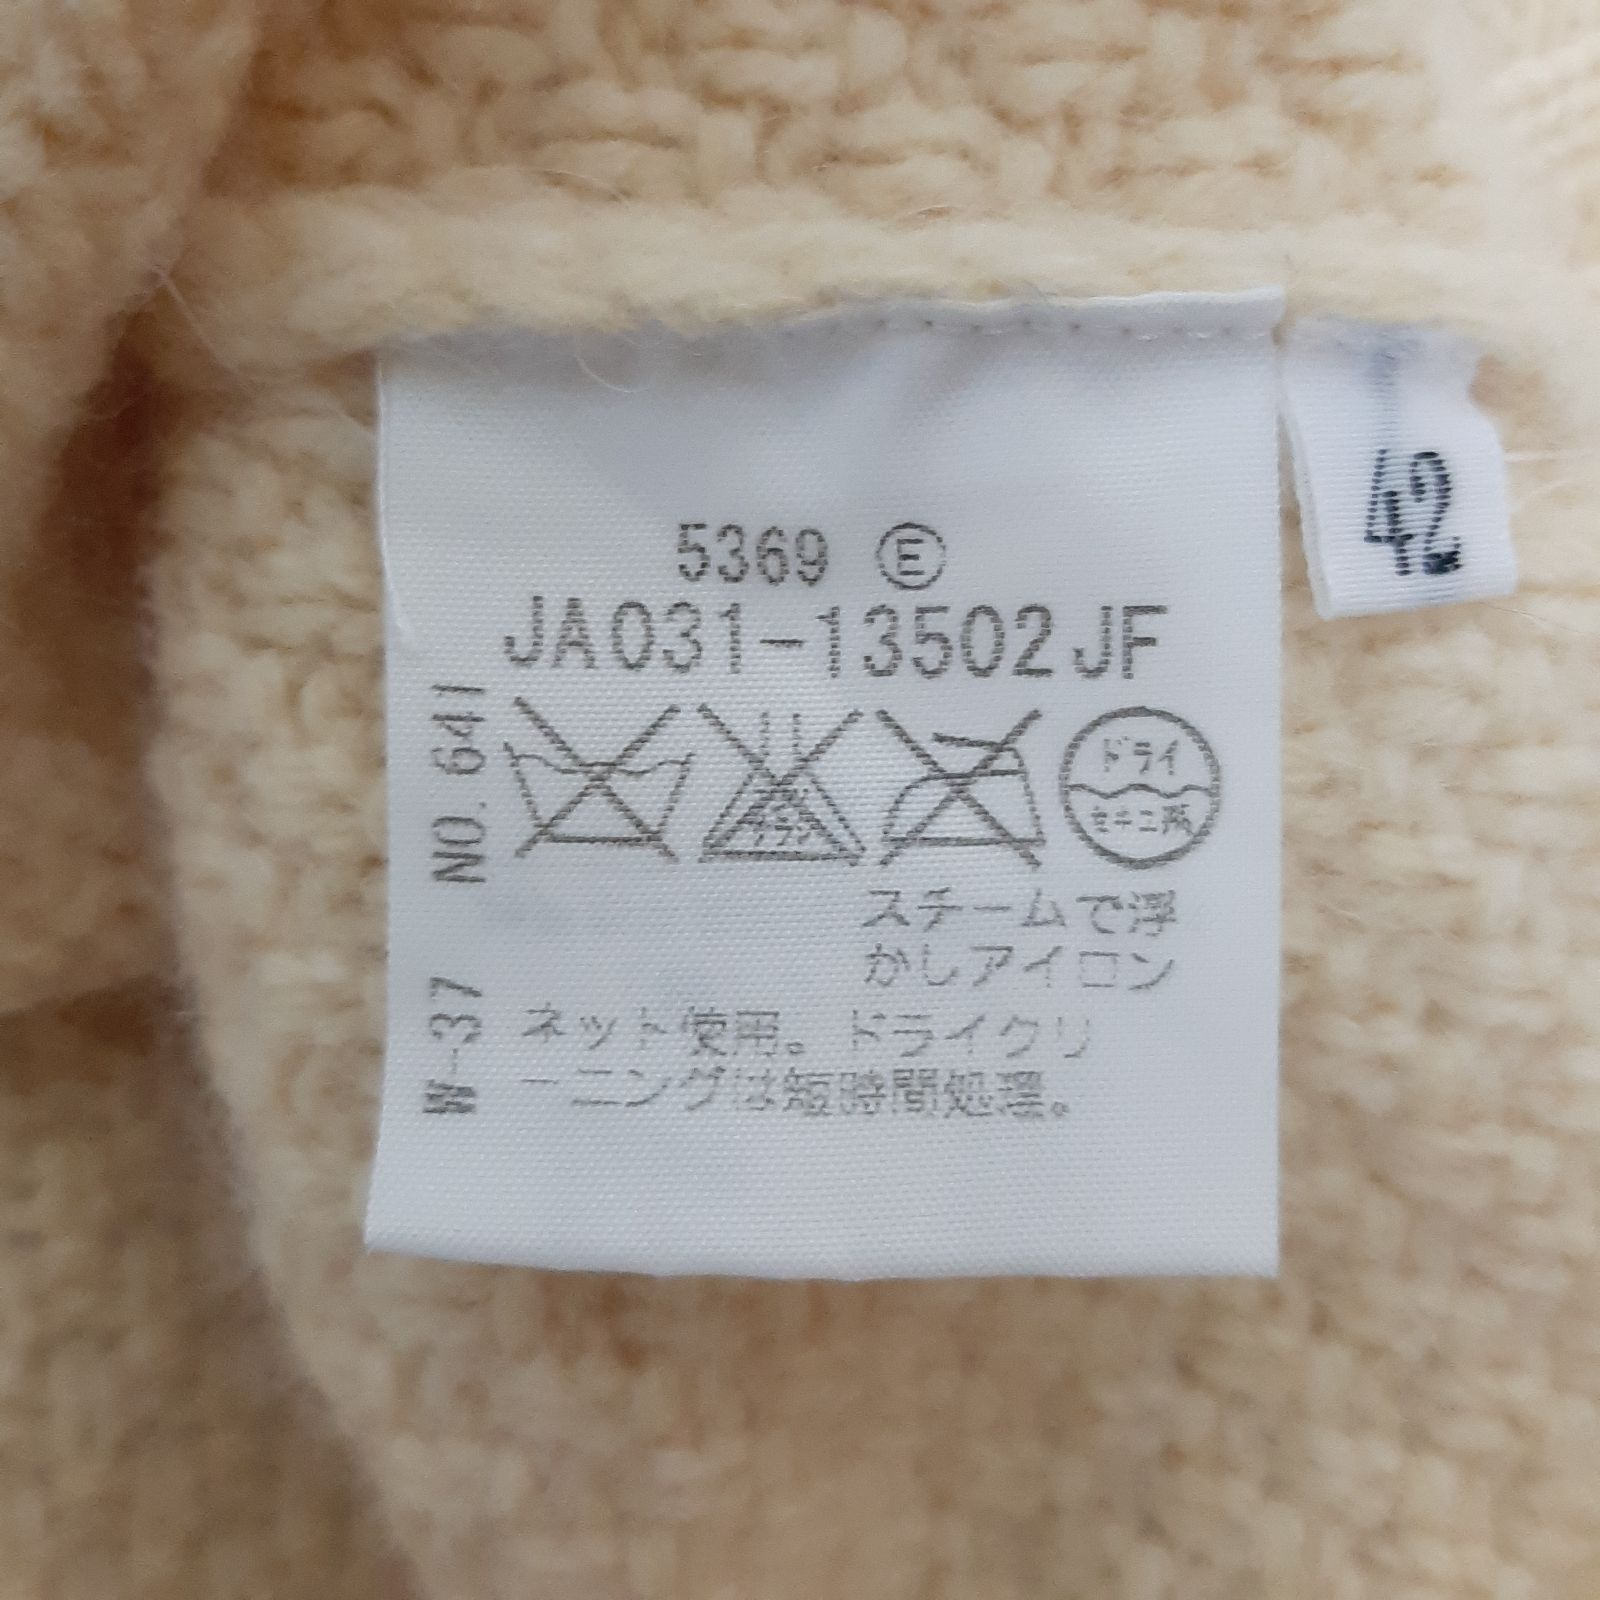 42
5369 Ⓔ
JA031-13502JF
NO.641
W-37
ドライ
セキユ系
スチームで浮
かしアイロン
ネット使用。ドライクリ
ーニングは短時間処理。